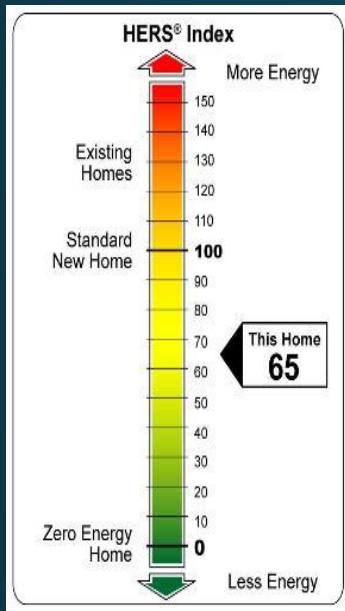 HERS® Index
More Energy
150
140
Existing
Homes
130
120
110
Standard
New Home
100
90
80
70
This Home
65
60
50
40
30
20
10
Zero Energy
Home
0
Less Energy